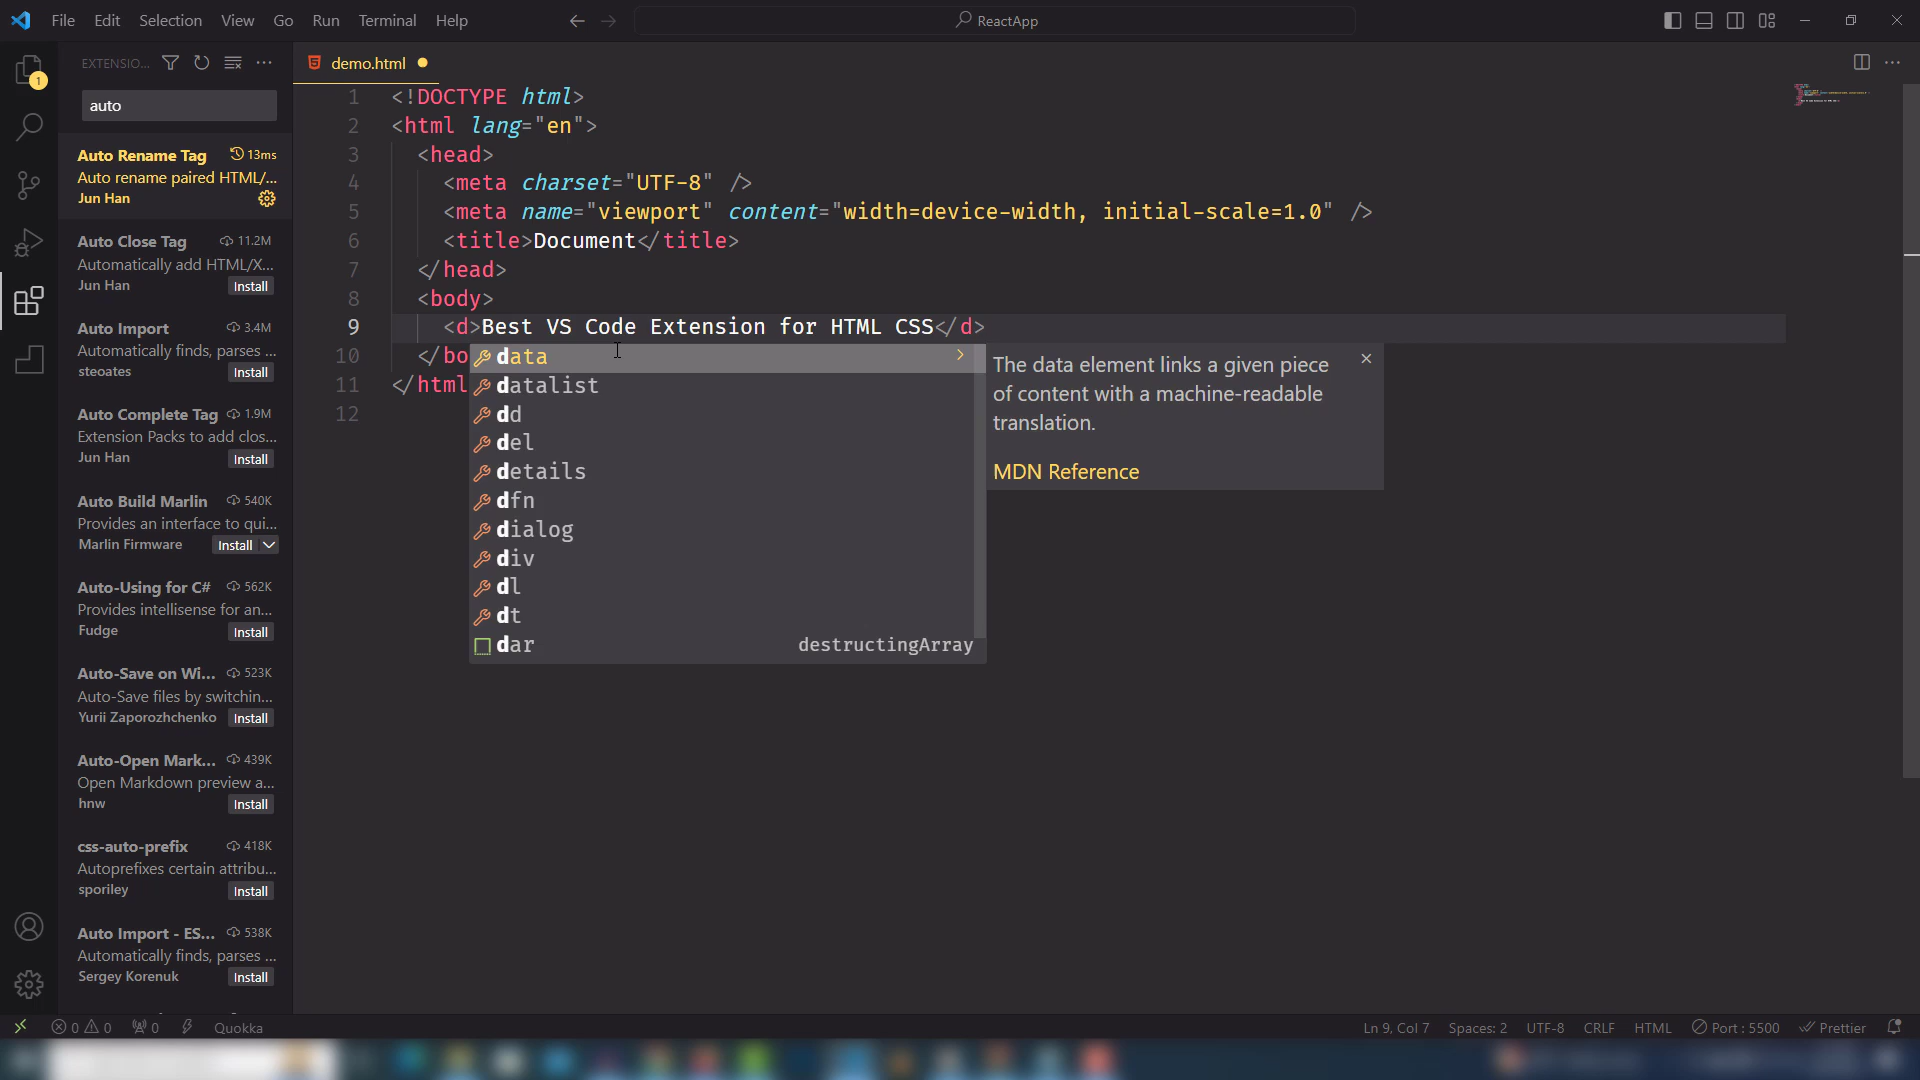 File Edit Selection View Go Run Terminal Help
ReactApp
EXTENSIO...
1
auto
Auto Rename Tag 13ms
Auto rename paired HTML/...
Jun Han
Auto Close Tag 11.2M
Automatically add HTML/X...
Jun Han Install
Auto Import 3.4M
Automatically finds, parses ...
steoates Install
Auto Complete Tag 1.9M
Extension Packs to add clos...
Jun Han Install
Auto Build Marlin 540K
Provides an interface to qui...
Marlin Firmware Install
Auto-Using for C# 562K
Provides intellisense for an...
Fudge Install
Auto-Save on Wi... 523K
Auto-Save files by switchin...
Yurii Zaporozhchenko Install
Auto-Open Mark... 439K
Open Markdown preview a...
hnw Install
css-auto-prefix 418K
Autoprefixes certain attribu...
sporiley Install
Auto Import - ES... 538K
Automatically finds, parses ...
Sergey Korenuk Install
demo.html
1 <!DOCTYPE html>
2 <html lang="en">
3 <head>
4 <meta charset="UTF-8" />
5 <meta name="viewport" content="width=device-width, initial-scale=1.0" />
6 <title>Document</title>
7 </head>
8 <body>
9 <d>Best VS Code Extension for HTML CSS</d>
10 </bo
11 </html
12
data
datalist
dd
del
details
dfn
dialog
div
dl
dt
dar destructingArray
The data element links a given piece
of content with a machine-readable
translation.
MDN Reference
0 0 0 Quokka
Ln 9, Col 7 Spaces: 2 UTF-8 CRLF HTML Port : 5500 Prettier